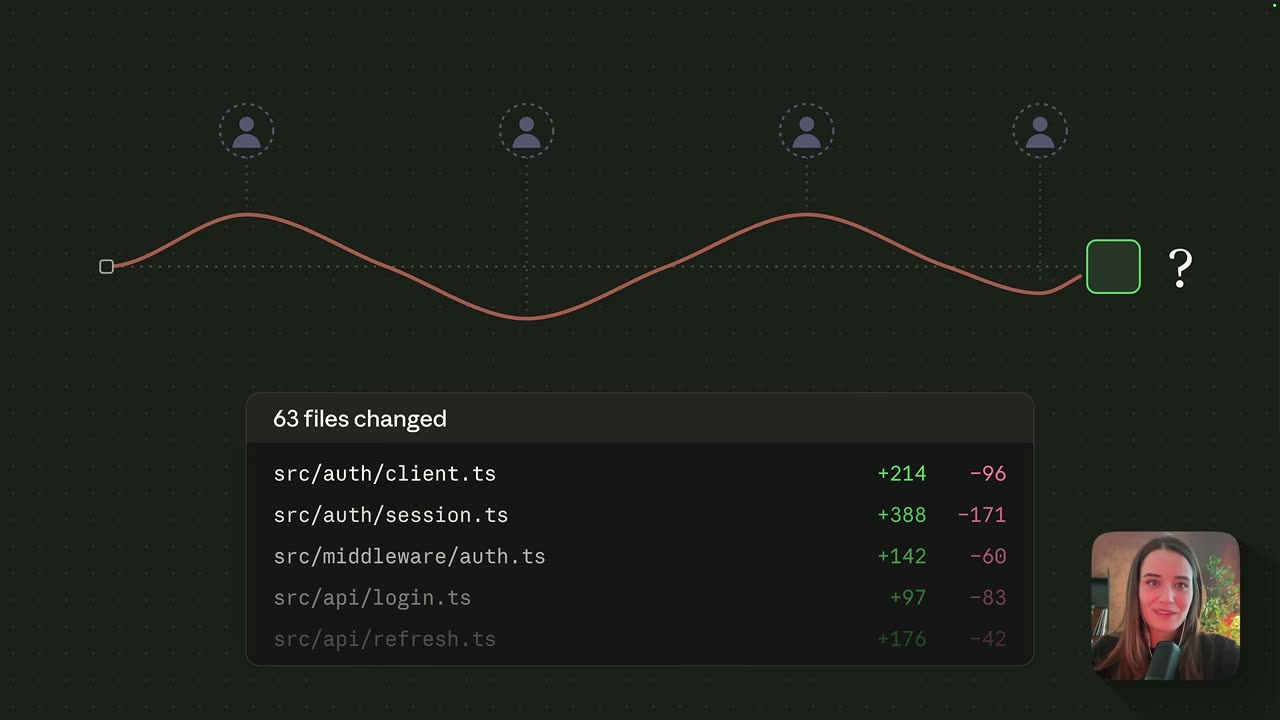 ?
63 files changed
src/auth/client.ts +214 −96
src/auth/session.ts +388 −171
src/middleware/auth.ts +142 −60
src/api/login.ts +97 −83
src/api/refresh.ts +176 −42